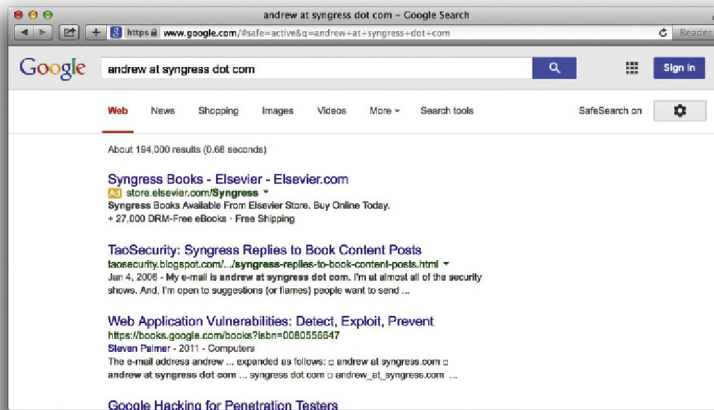 andrew at syngress dot com – Google Search
https www.google.com/#safe=active&q=andrew+at+syngress+dot+com
Reader
Google
andrew at syngress dot com
Sign in
Web News Shopping Images Videos More Search tools SafeSearch on
About 194,000 results (0.68 seconds)
Syngress Books - Elsevier - Elsevier.com
Ad store.elsevier.com/Syngress
Syngress Books Available From Elsevier Store. Buy Online Today.
+ 27,000 DRM-Free eBooks · Free Shipping
TaoSecurity: Syngress Replies to Book Content Posts
taosecurity.blogspot.com/.../syngress-replies-to-book-content-posts.html
Jan 4, 2006 - My e-mail is andrew at syngress dot com. I'm at almost all of the security
shows. And, I'm open to suggestions (or flames) people want to send ...
Web Application Vulnerabilities: Detect, Exploit, Prevent
https://books.google.com/books?isbn=0080556647
Steven Palmer - 2011 - Computers
The e-mail address andrew ... expanded as follows: □ andrew at syngress.com □
andrew at syngress dot com ... syngress dot com □ andrew_at_syngress.com ...
Google Hacking for Penetration Testers